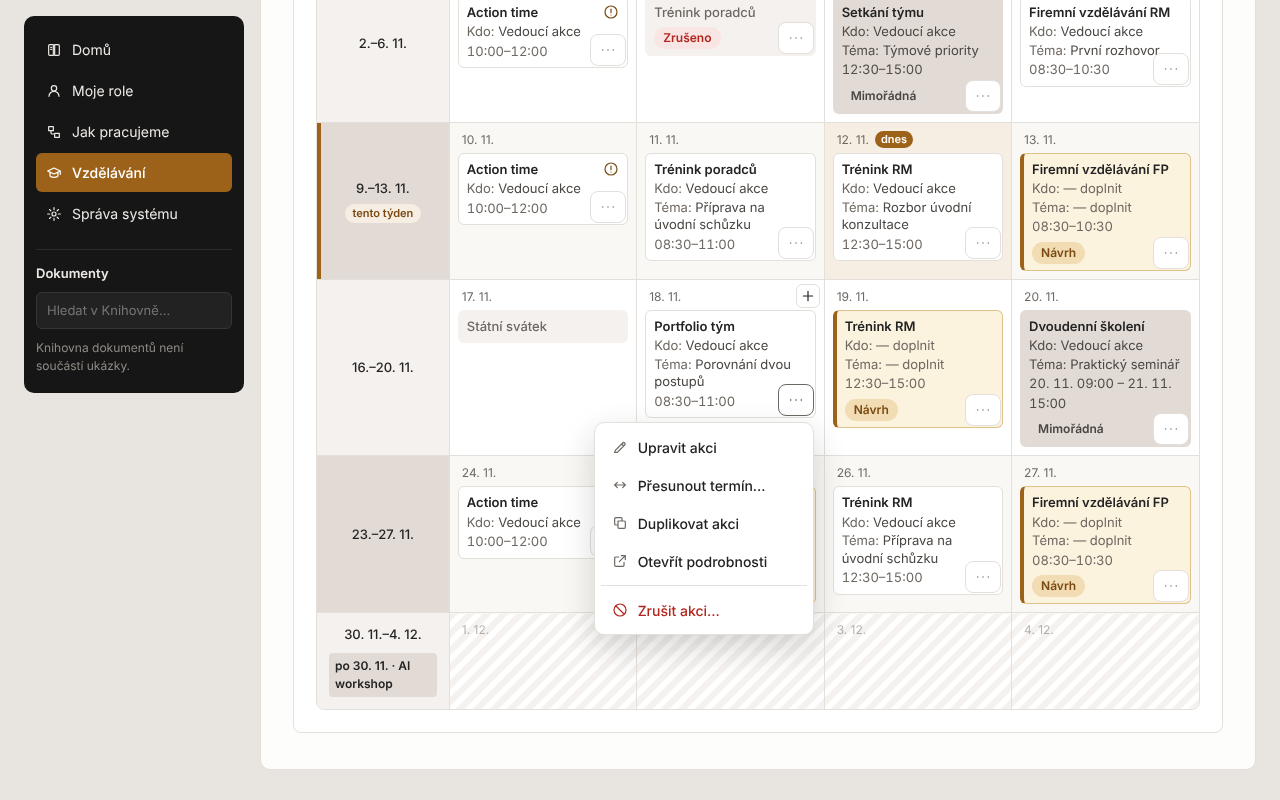 Domů
Moje role
Jak pracujeme
Vzdělávání
Správa systému
Dokumenty
Hledat v Knihovně...
Knihovna dokumentů není
součástí ukázky.
2.–6. 11.
Action time
Kdo: Vedoucí akce
10:00–12:00
Trénink poradců
Zrušeno
Setkání týmu
Kdo: Vedoucí akce
Téma: Týmové priority
12:30–15:00
Mimořádná
Firemní vzdělávání RM
Kdo: Vedoucí akce
Téma: První rozhovor
08:30–10:30
9.–13. 11.
tento týden
10. 11.
Action time
Kdo: Vedoucí akce
10:00–12:00
11. 11.
Trénink poradců
Kdo: Vedoucí akce
Téma: Příprava na
úvodní schůzku
08:30–11:00
12. 11. dnes
Trénink RM
Kdo: Vedoucí akce
Téma: Rozbor úvodní
konzultace
12:30–15:00
13. 11.
Firemní vzdělávání FP
Kdo: — doplnit
Téma: — doplnit
08:30–10:30
Návrh
16.–20. 11.
17. 11.
Státní svátek
18. 11.
Portfolio tým
Kdo: Vedoucí akce
Téma: Porovnání dvou
postupů
08:30–11:00
19. 11.
Trénink RM
Kdo: — doplnit
Téma: — doplnit
12:30–15:00
Návrh
20. 11.
Dvoudenní školení
Kdo: Vedoucí akce
Téma: Praktický seminář
20. 11. 09:00 – 21. 11.
15:00
Mimořádná
Upravit akci
Přesunout termín...
Duplikovat akci
Otevřít podrobnosti
Zrušit akci...
23.–27. 11.
24. 11.
Action time
Kdo: Vedoucí akce
10:00–12:00
26. 11.
Trénink RM
Kdo: Vedoucí akce
Téma: Příprava na
úvodní schůzku
12:30–15:00
27. 11.
Firemní vzdělávání FP
Kdo: — doplnit
Téma: — doplnit
08:30–10:30
Návrh
30. 11.–4. 12.
po 30. 11. · AI
workshop
1. 12.
3. 12.
4. 12.